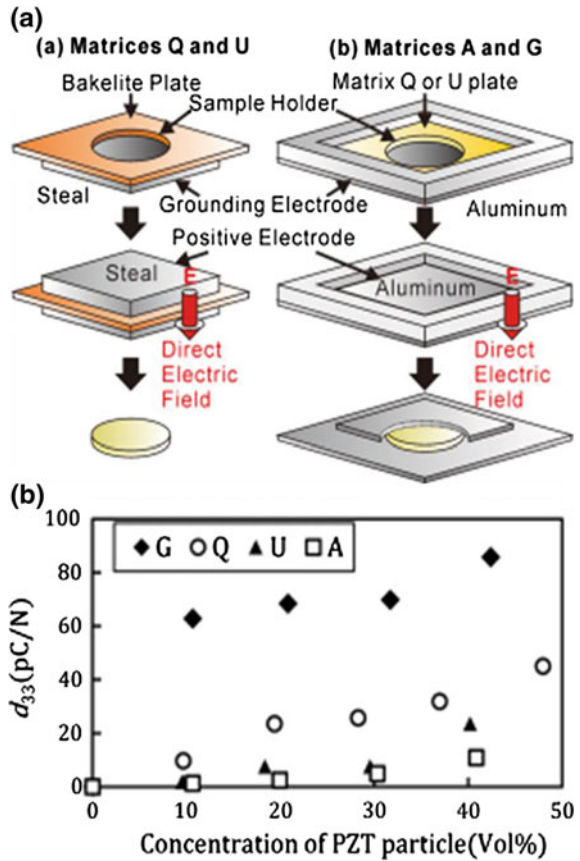 (a)
(a) Matrices Q and U
(b) Matrices A and G
Bakelite Plate
Matrix Q or U plate
Sample Holder
Steal
Grounding Electrode
Aluminum
Positive Electrode
Steal
E
Aluminum
E
Direct
Electric
Field
Direct
Electric
Field
(b)
100
80
60
40
20
0
d33(pC/N)
G Q U A
0 10 20 30 40 50
Concentration of PZT particle(Vol%)